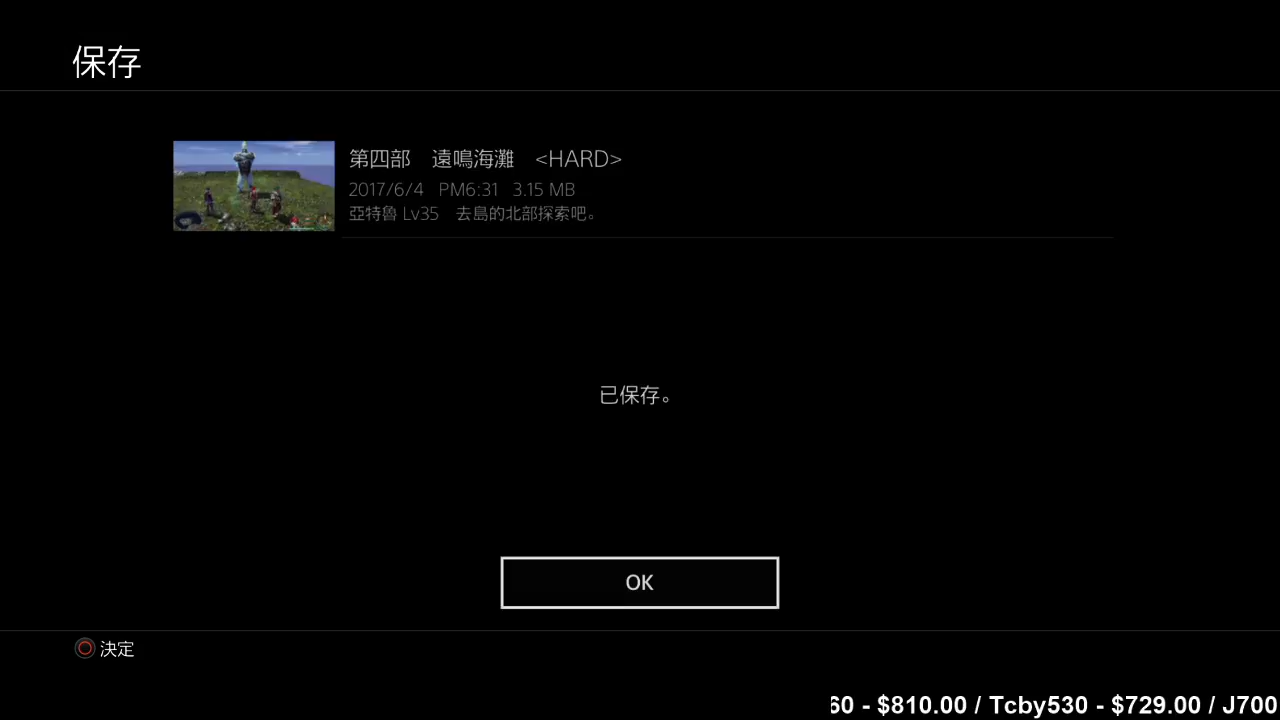 保存
第四部　遠鳴海灘　<HARD>
2017/6/4 PM6:31 3.15 MB
亞特魯 Lv35　去島的北部探索吧。
已保存。
OK
決定
60 - $810.00 / Tcby530 - $729.00 / J700